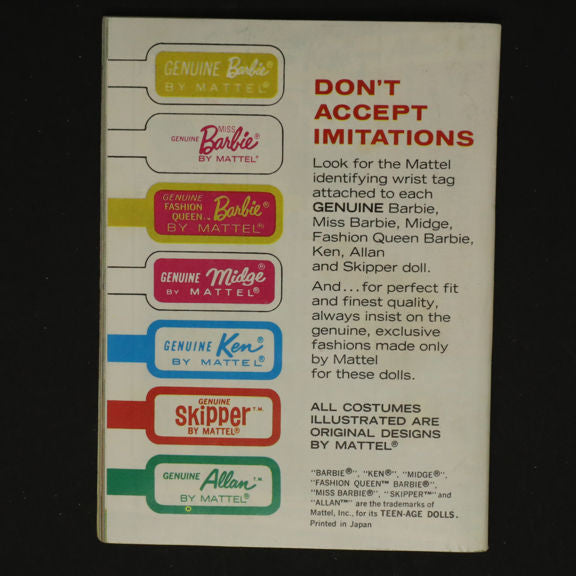 GENUINE Barbie®
BY MATTEL®
MISS
GENUINE Barbie®
BY MATTEL®
GENUINE
FASHION
QUEEN™ Barbie®
BY MATTEL®
GENUINE Midge®
BY MATTEL®
GENUINE Ken®
BY MATTEL®
GENUINE
Skipper T.M.
BY MATTEL®
GENUINE Allan T.M.
BY MATTEL®
DON'T
ACCEPT
IMITATIONS
Look for the Mattel
identifying wrist tag
attached to each
GENUINE Barbie,
Miss Barbie, Midge,
Fashion Queen Barbie,
Ken, Allan
and Skipper doll.
And...for perfect fit
and finest quality,
always insist on the
genuine, exclusive
fashions made only
by Mattel
for these dolls.
ALL COSTUMES
ILLUSTRATED ARE
ORIGINAL DESIGNS
BY MATTEL®
"BARBIE®", "KEN®", "MIDGE®",
"FASHION QUEEN™ BARBIE®",
"MISS BARBIE®", "SKIPPER™" and
"ALLAN™" are the trademarks of
Mattel, Inc., for its TEEN-AGE DOLLS.
Printed in Japan